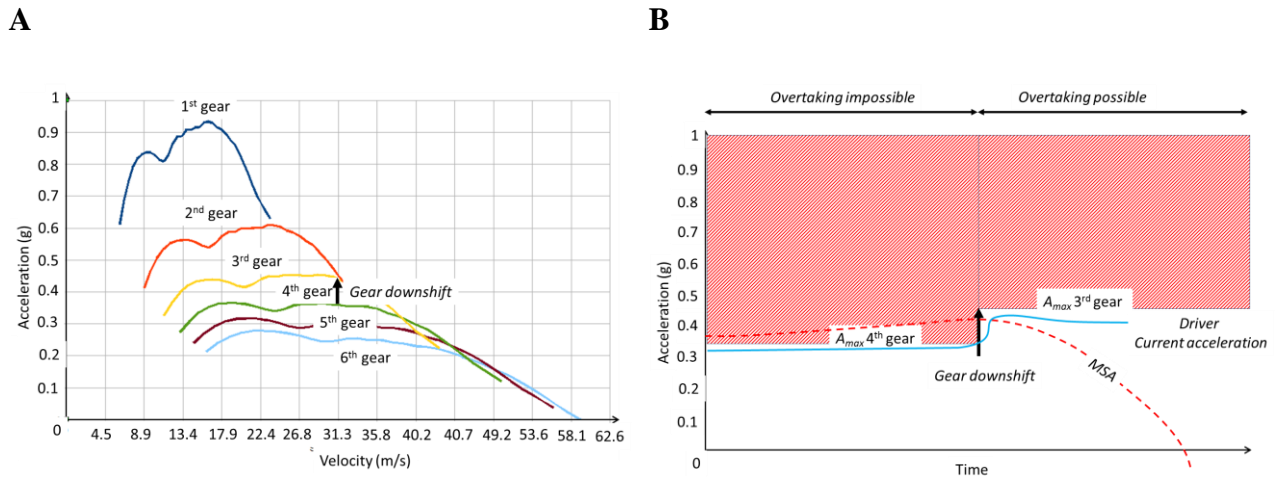 A
B
1
0.9
0.8
0.7
0.6
0.5
0.4
0.3
0.2
0.1
0
Acceleration (g)
1st gear
2nd gear
3rd gear
4th gear
Gear downshift
5th gear
6th gear
4.5 8.9 13.4 17.9 22.4 26.8 31.3 35.8 40.2 40.7 49.2 53.6 58.1 62.6
Velocity (m/s)
Overtaking impossible
Overtaking possible
1
0.9
0.8
0.7
0.6
0.5
0.4
0.3
0.2
0.1
0
Acceleration (g)
Amax 3rd gear
Amax 4th gear
Driver
Current acceleration
Gear downshift
MSA
Time